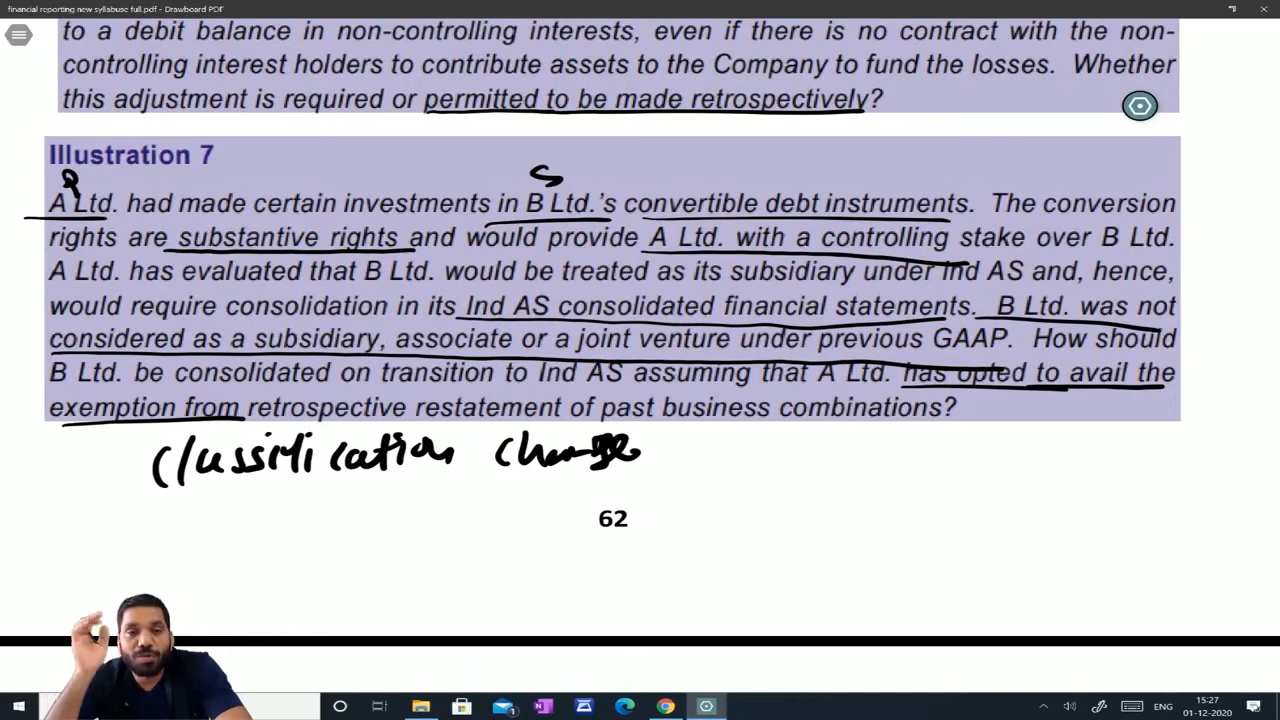 financial reporting new syllabuse full.pdf - Drawboard PDF
to a debit balance in non-controlling interests, even if there is no contract with the non-
controlling interest holders to contribute assets to the Company to fund the losses. Whether
this adjustment is required or permitted to be made retrospectively?
Illustration 7
P S
A Ltd. had made certain investments in B Ltd.'s convertible debt instruments. The conversion
rights are substantive rights and would provide A Ltd. with a controlling stake over B Ltd.
A Ltd. has evaluated that B Ltd. would be treated as its subsidiary under Ind AS and, hence,
would require consolidation in its Ind AS consolidated financial statements. B Ltd. was not
considered as a subsidiary, associate or a joint venture under previous GAAP. How should
B Ltd. be consolidated on transition to Ind AS assuming that A Ltd. has opted to avail the
exemption from retrospective restatement of past business combinations?
Classification change
62
ENG
15:27
01-12-2020